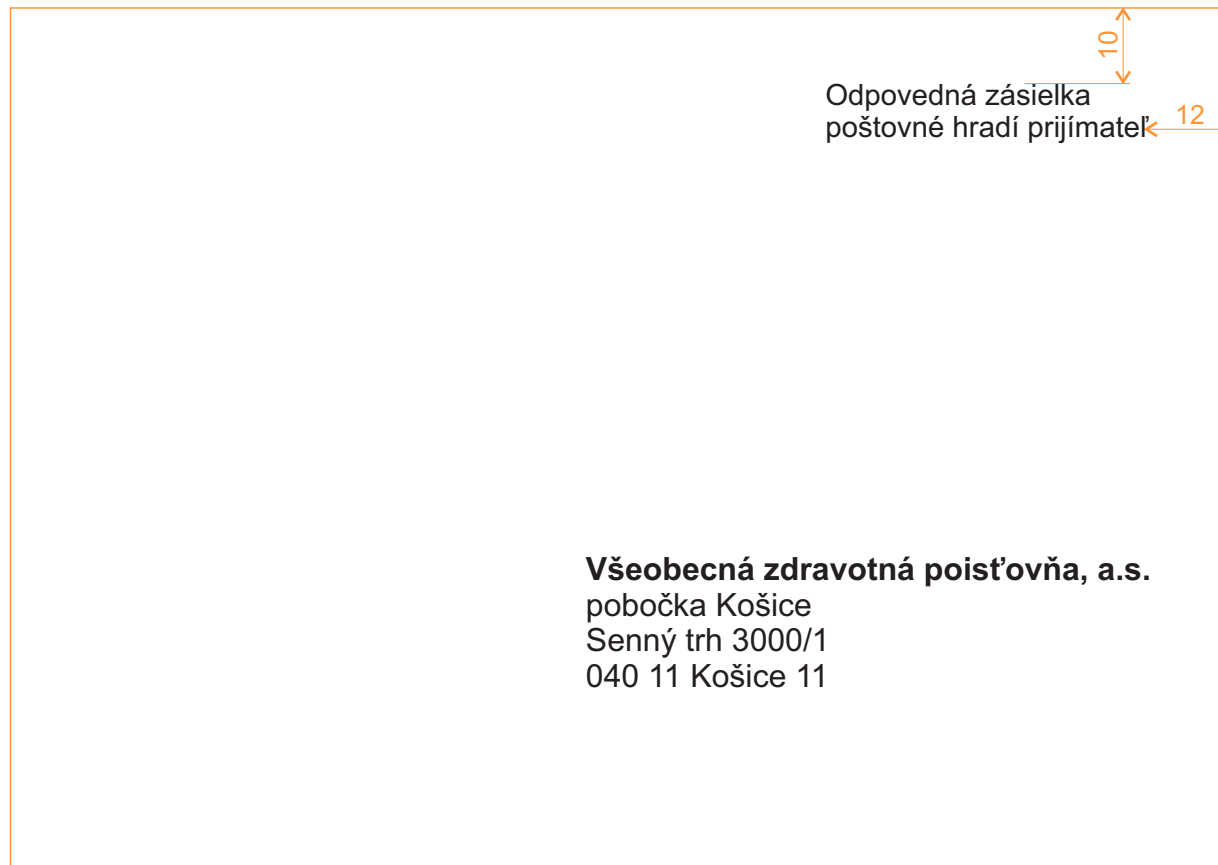 10
Odpovedná zásielka
poštovné hradí prijímateľ
12
Všeobecná zdravotná poisťovňa, a.s.
pobočka Košice
Senný trh 3000/1
040 11 Košice 11